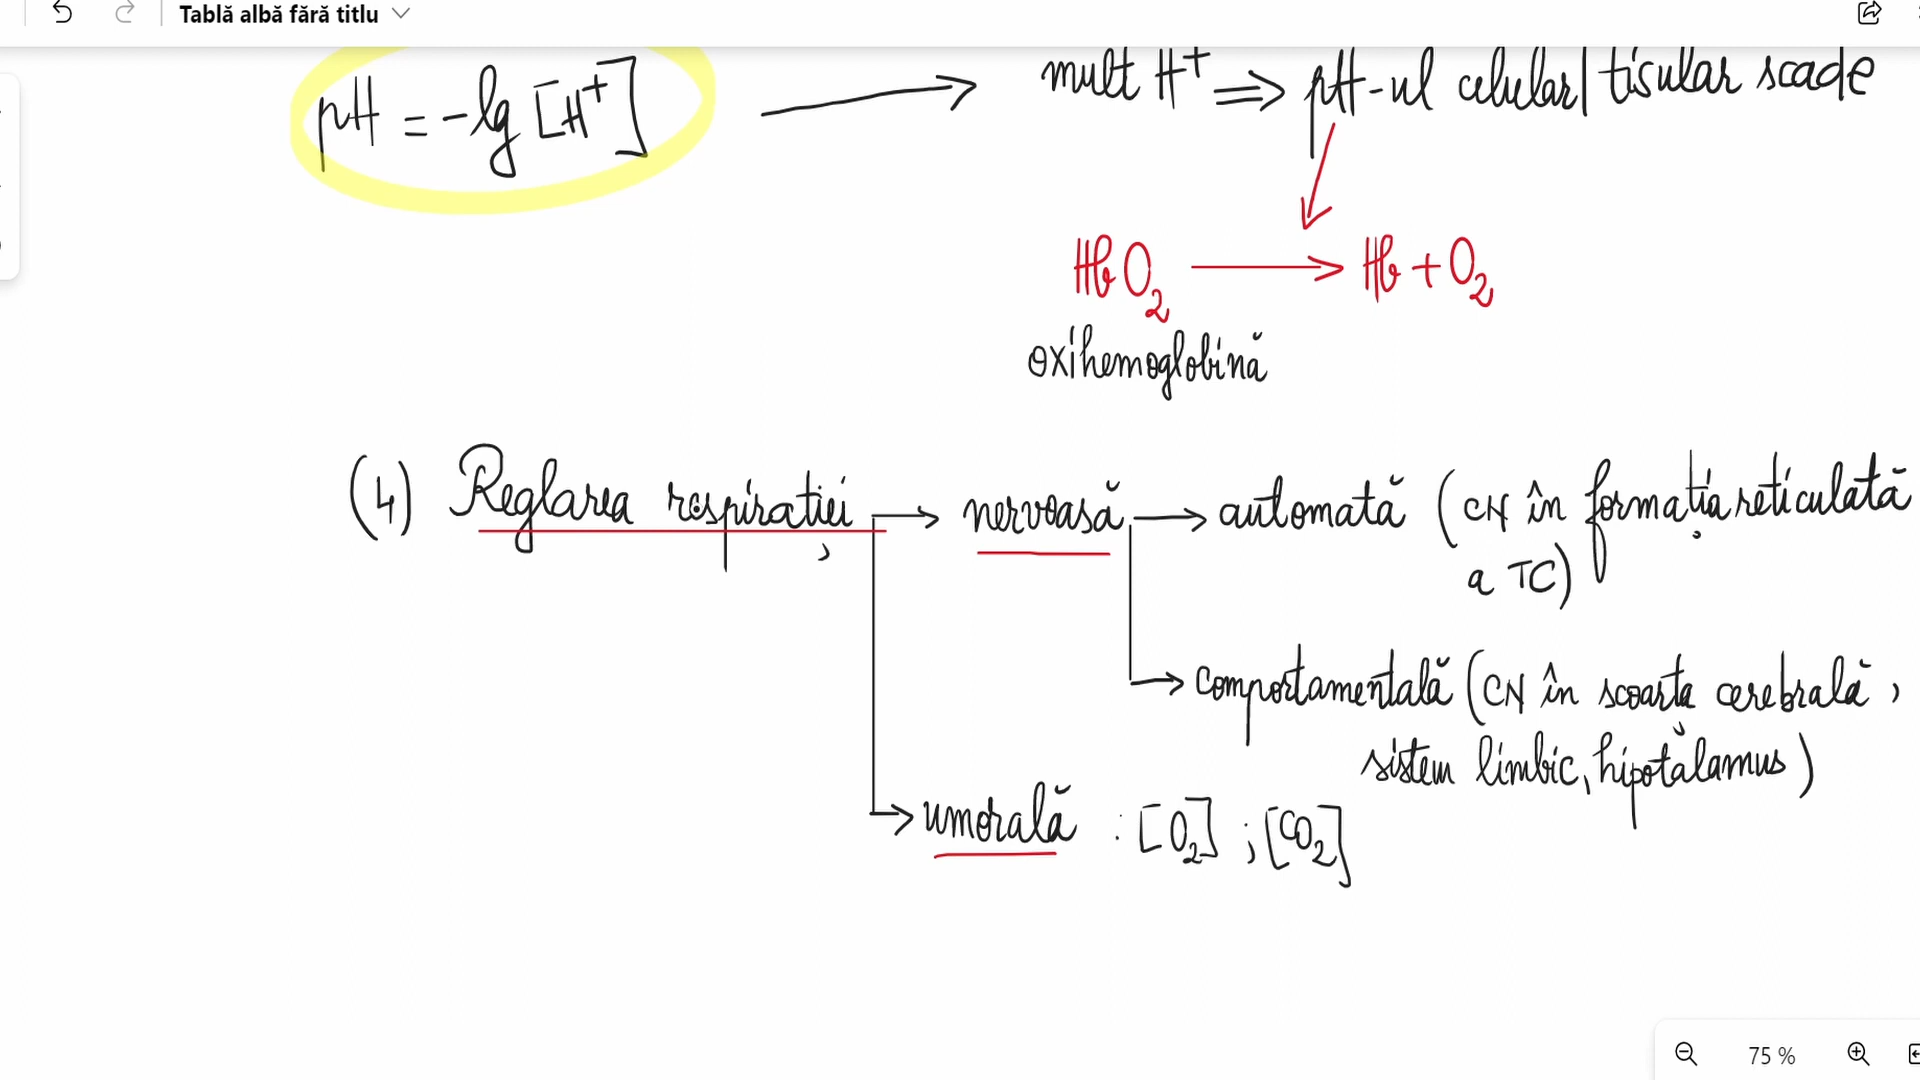 Tablă albă fără titlu
pH = -lg [H⁺] → mult H⁺ ⇒ pH-ul celular/tisular scade
HbO₂ → Hb + O₂
oxihemoglobină
(4) Reglarea respirației → nervoasă → automată (CN în formația reticulată
a TC)
→ comportamentală (CN în scoarța cerebrală,
sistem limbic, hipotalamus)
→ umorală : [O₂] ; [CO₂]
75 %